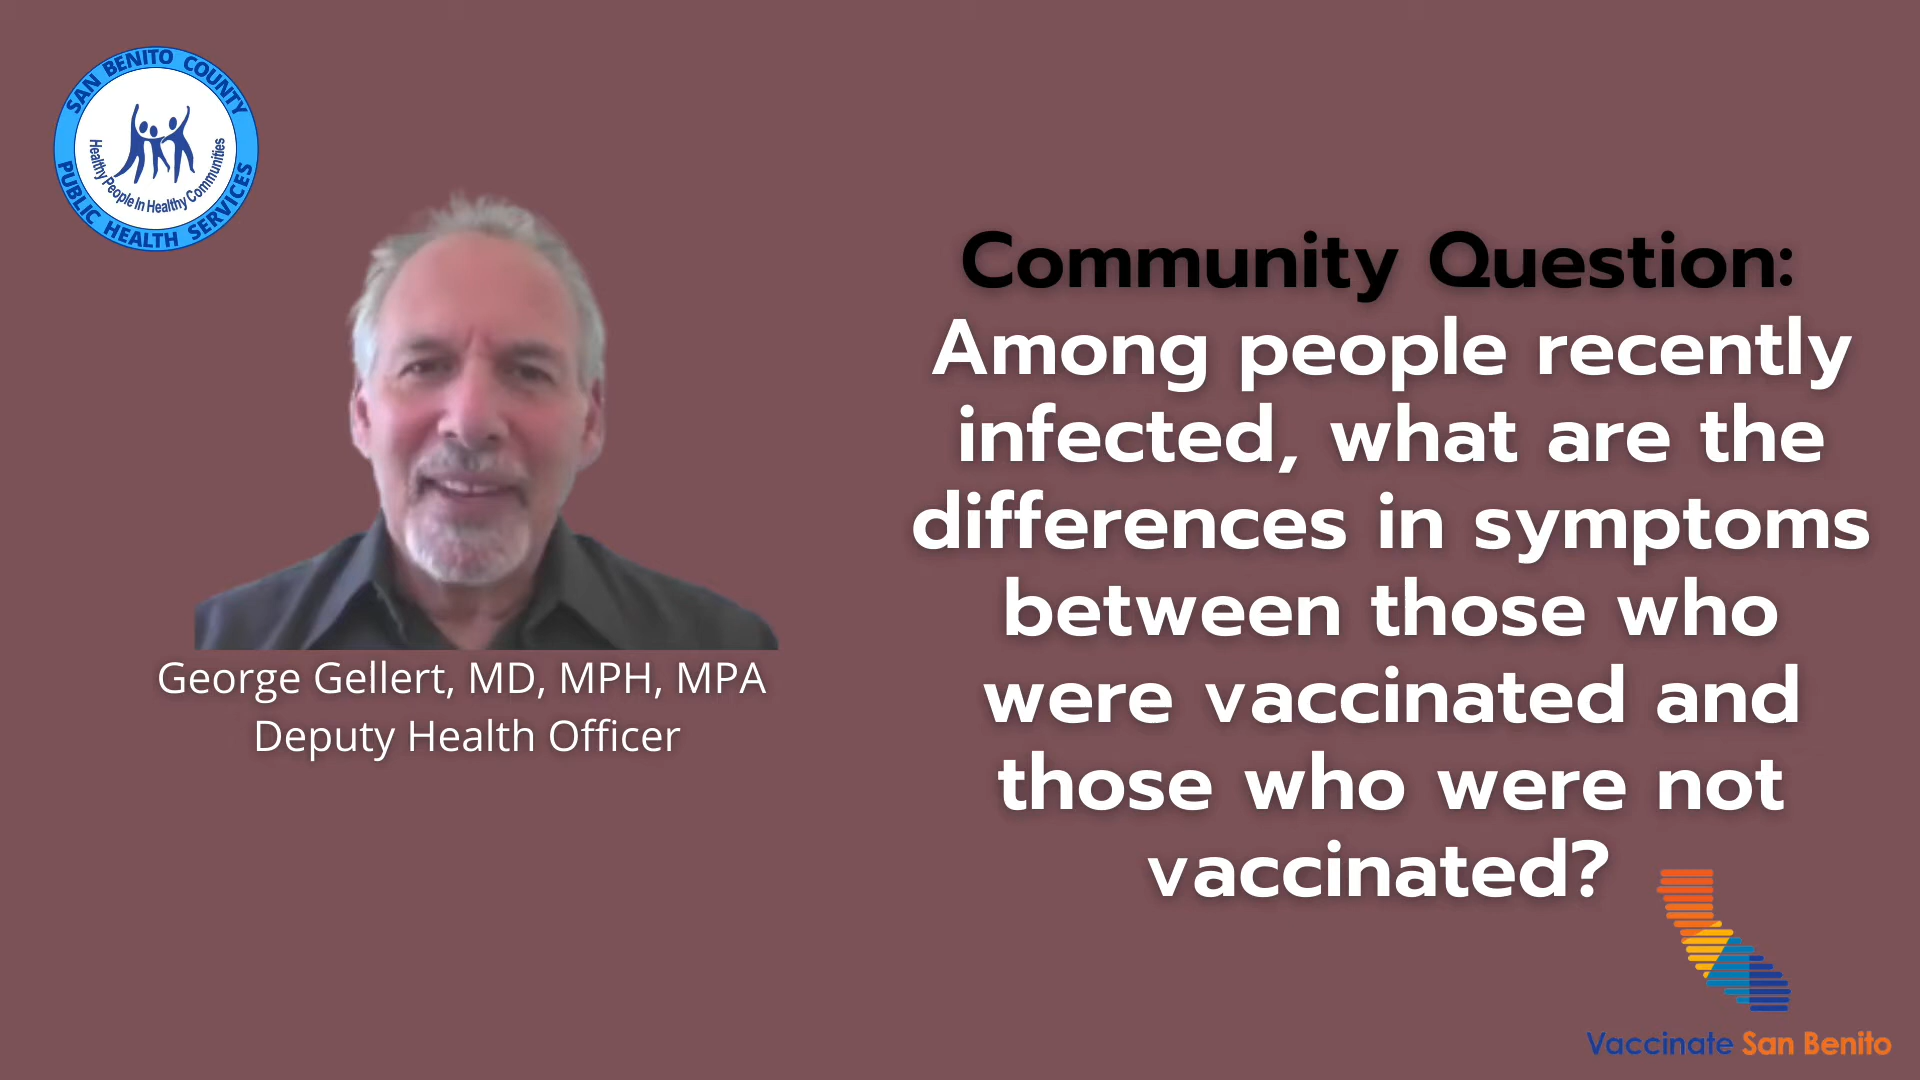 SAN BENITO COUNTY
Healthy People In Healthy Communities
PUBLIC HEALTH SERVICES
George Gellert, MD, MPH, MPA
Deputy Health Officer
Community Question:
Among people recently
infected, what are the
differences in symptoms
between those who
were vaccinated and
those who were not
vaccinated?
Vaccinate San Benito